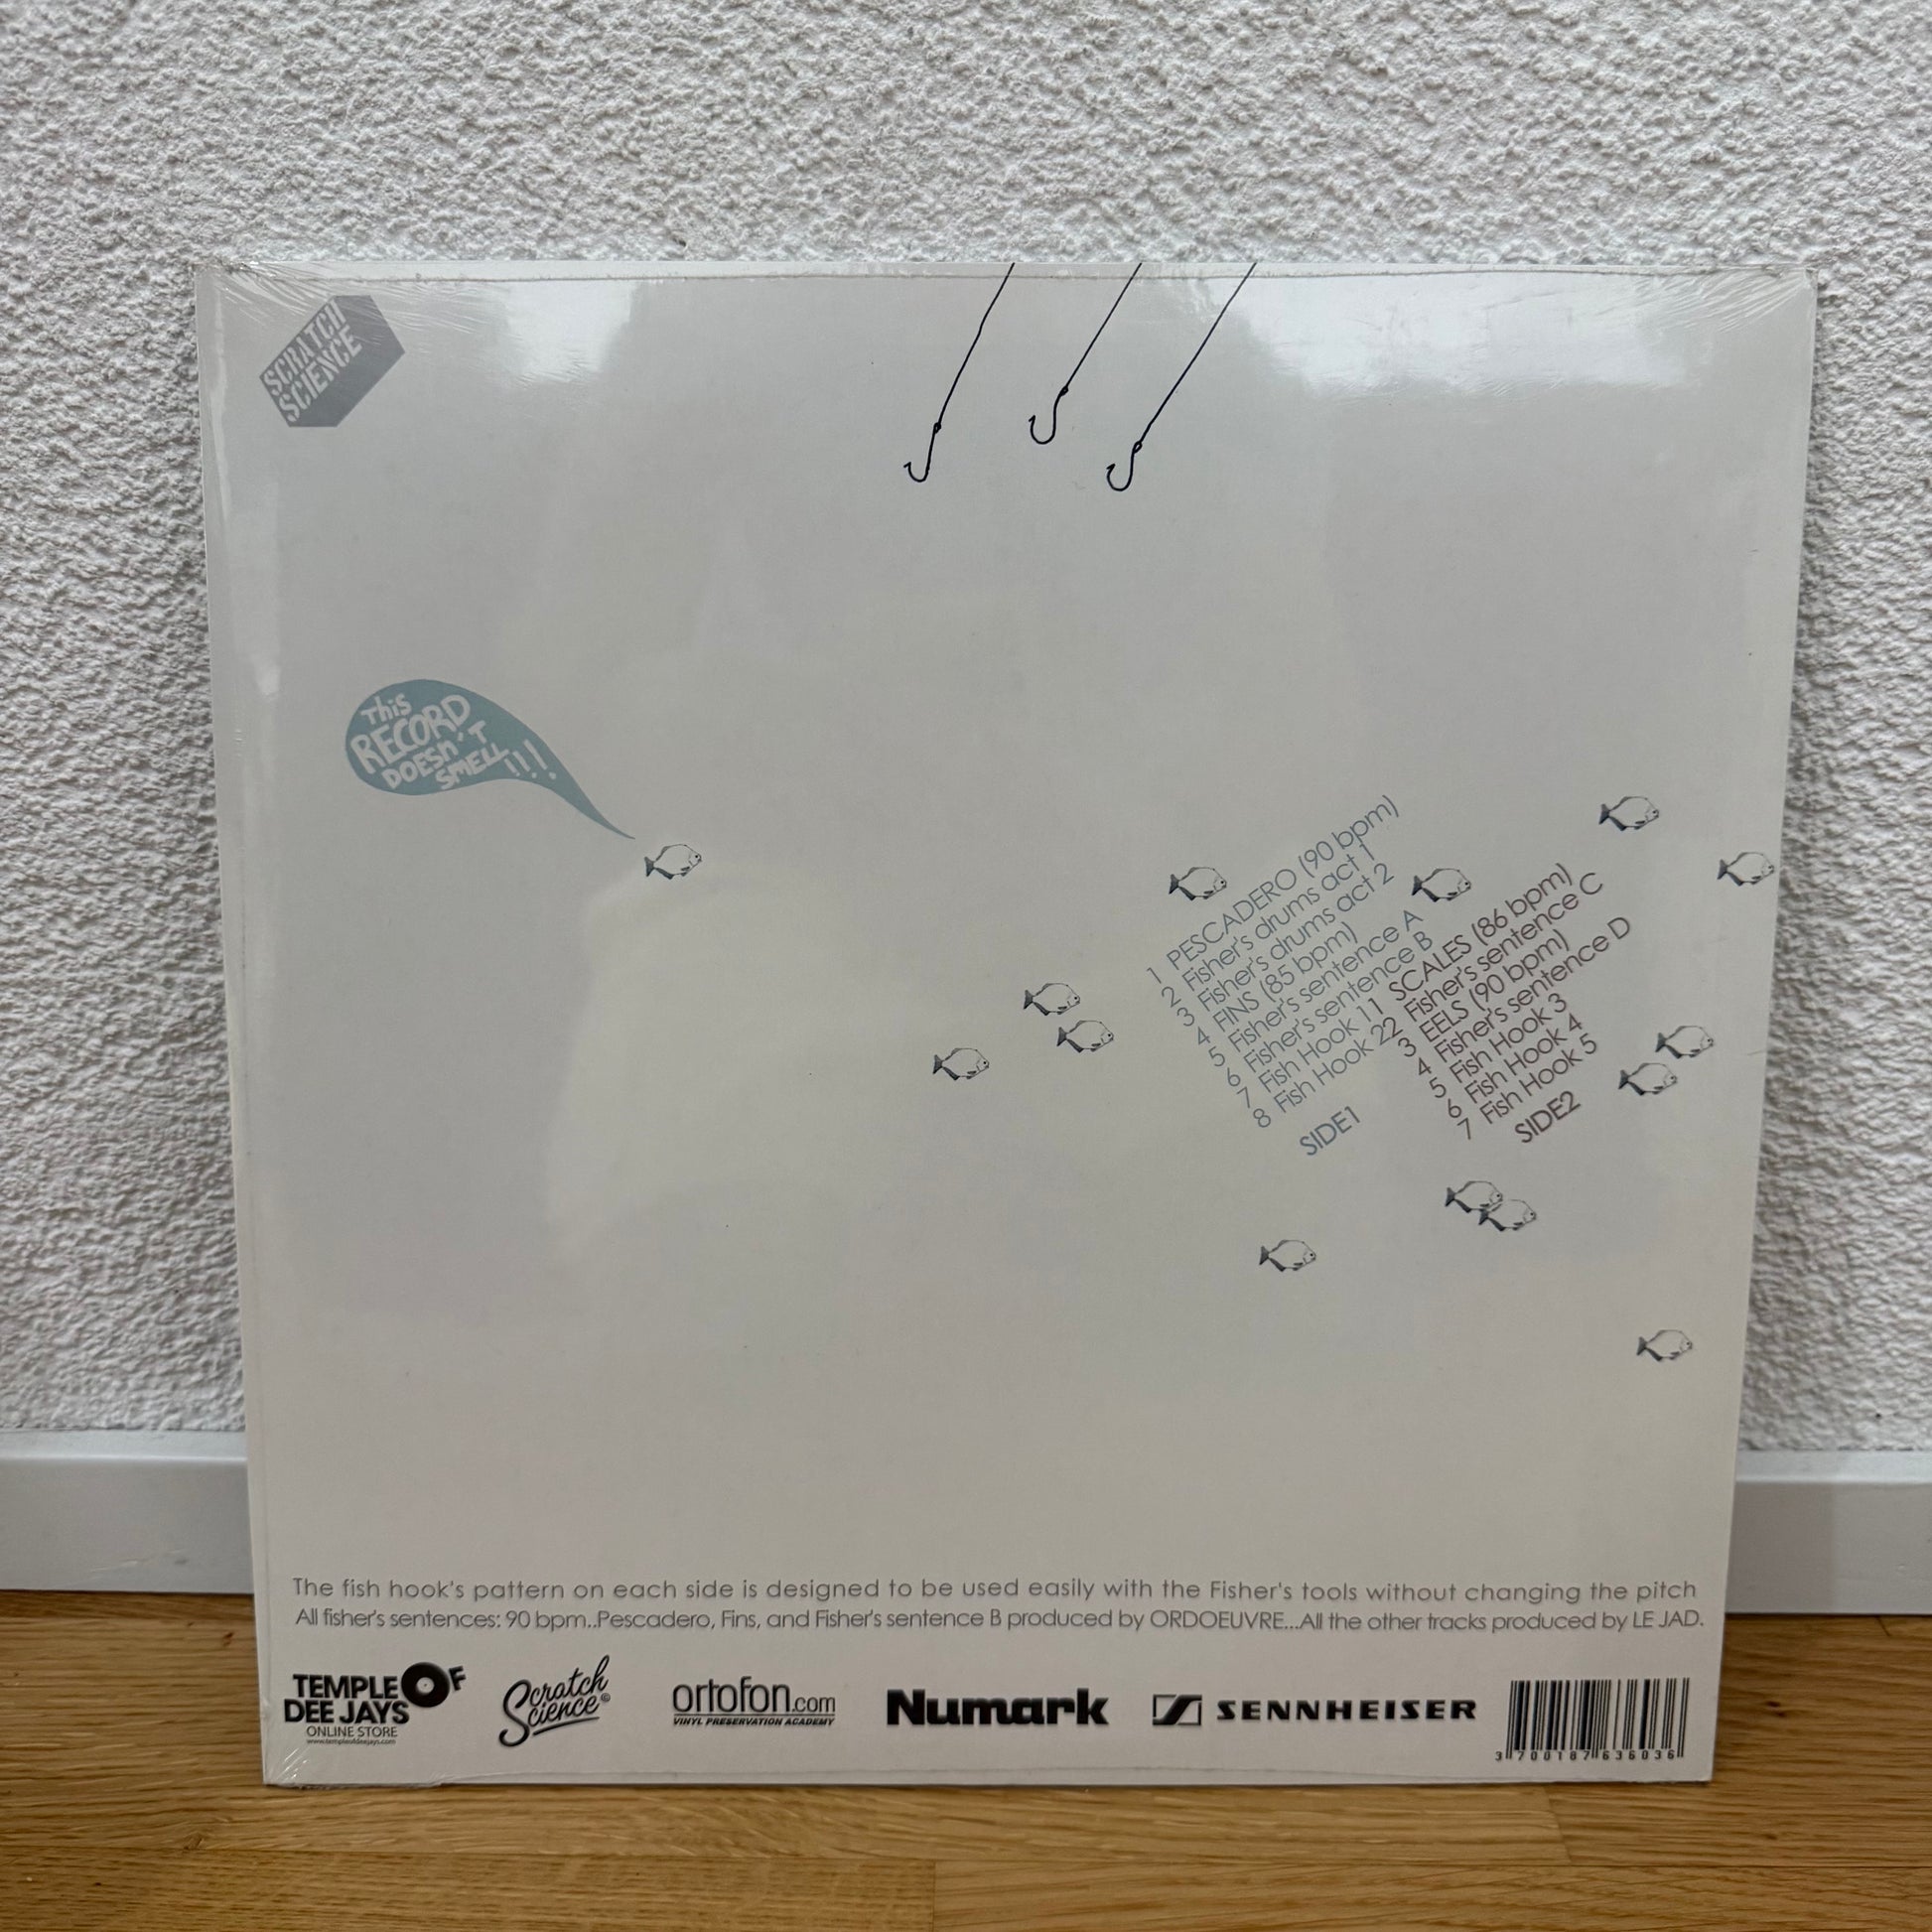 SCRATCH
SCIENCE
This
RECORD
DOESN'T
SMELL!!!
1 PESCADERO (90 bpm)
2 Fisher's drums act 1
3 Fisher's drums act 2
4 FINS (85 bpm)
5 Fisher's sentence A
6 Fisher's sentence B
7 Fish Hook 1
8 Fish Hook 2
SIDE1
1 SCALES (86 bpm)
2 Fisher's sentence C
3 EELS (90 bpm)
4 Fisher's sentence D
5 Fish Hook 3
6 Fish Hook 4
7 Fish Hook 5
SIDE2
The fish hook's pattern on each side is designed to be used easily with the Fisher's tools without changing the pitch
All fisher's sentences: 90 bpm..Pescadero, Fins, and Fisher's sentence B produced by ORDOEUVRE...All the other tracks produced by LE JAD.
TEMPLE OF
DEE JAYS
ONLINE STORE
www.templeofdeejays.com
Scratch
Science©
ortofon.com
VINYL PRESERVATION ACADEMY
Numark
SENNHEISER
3 700187 636036